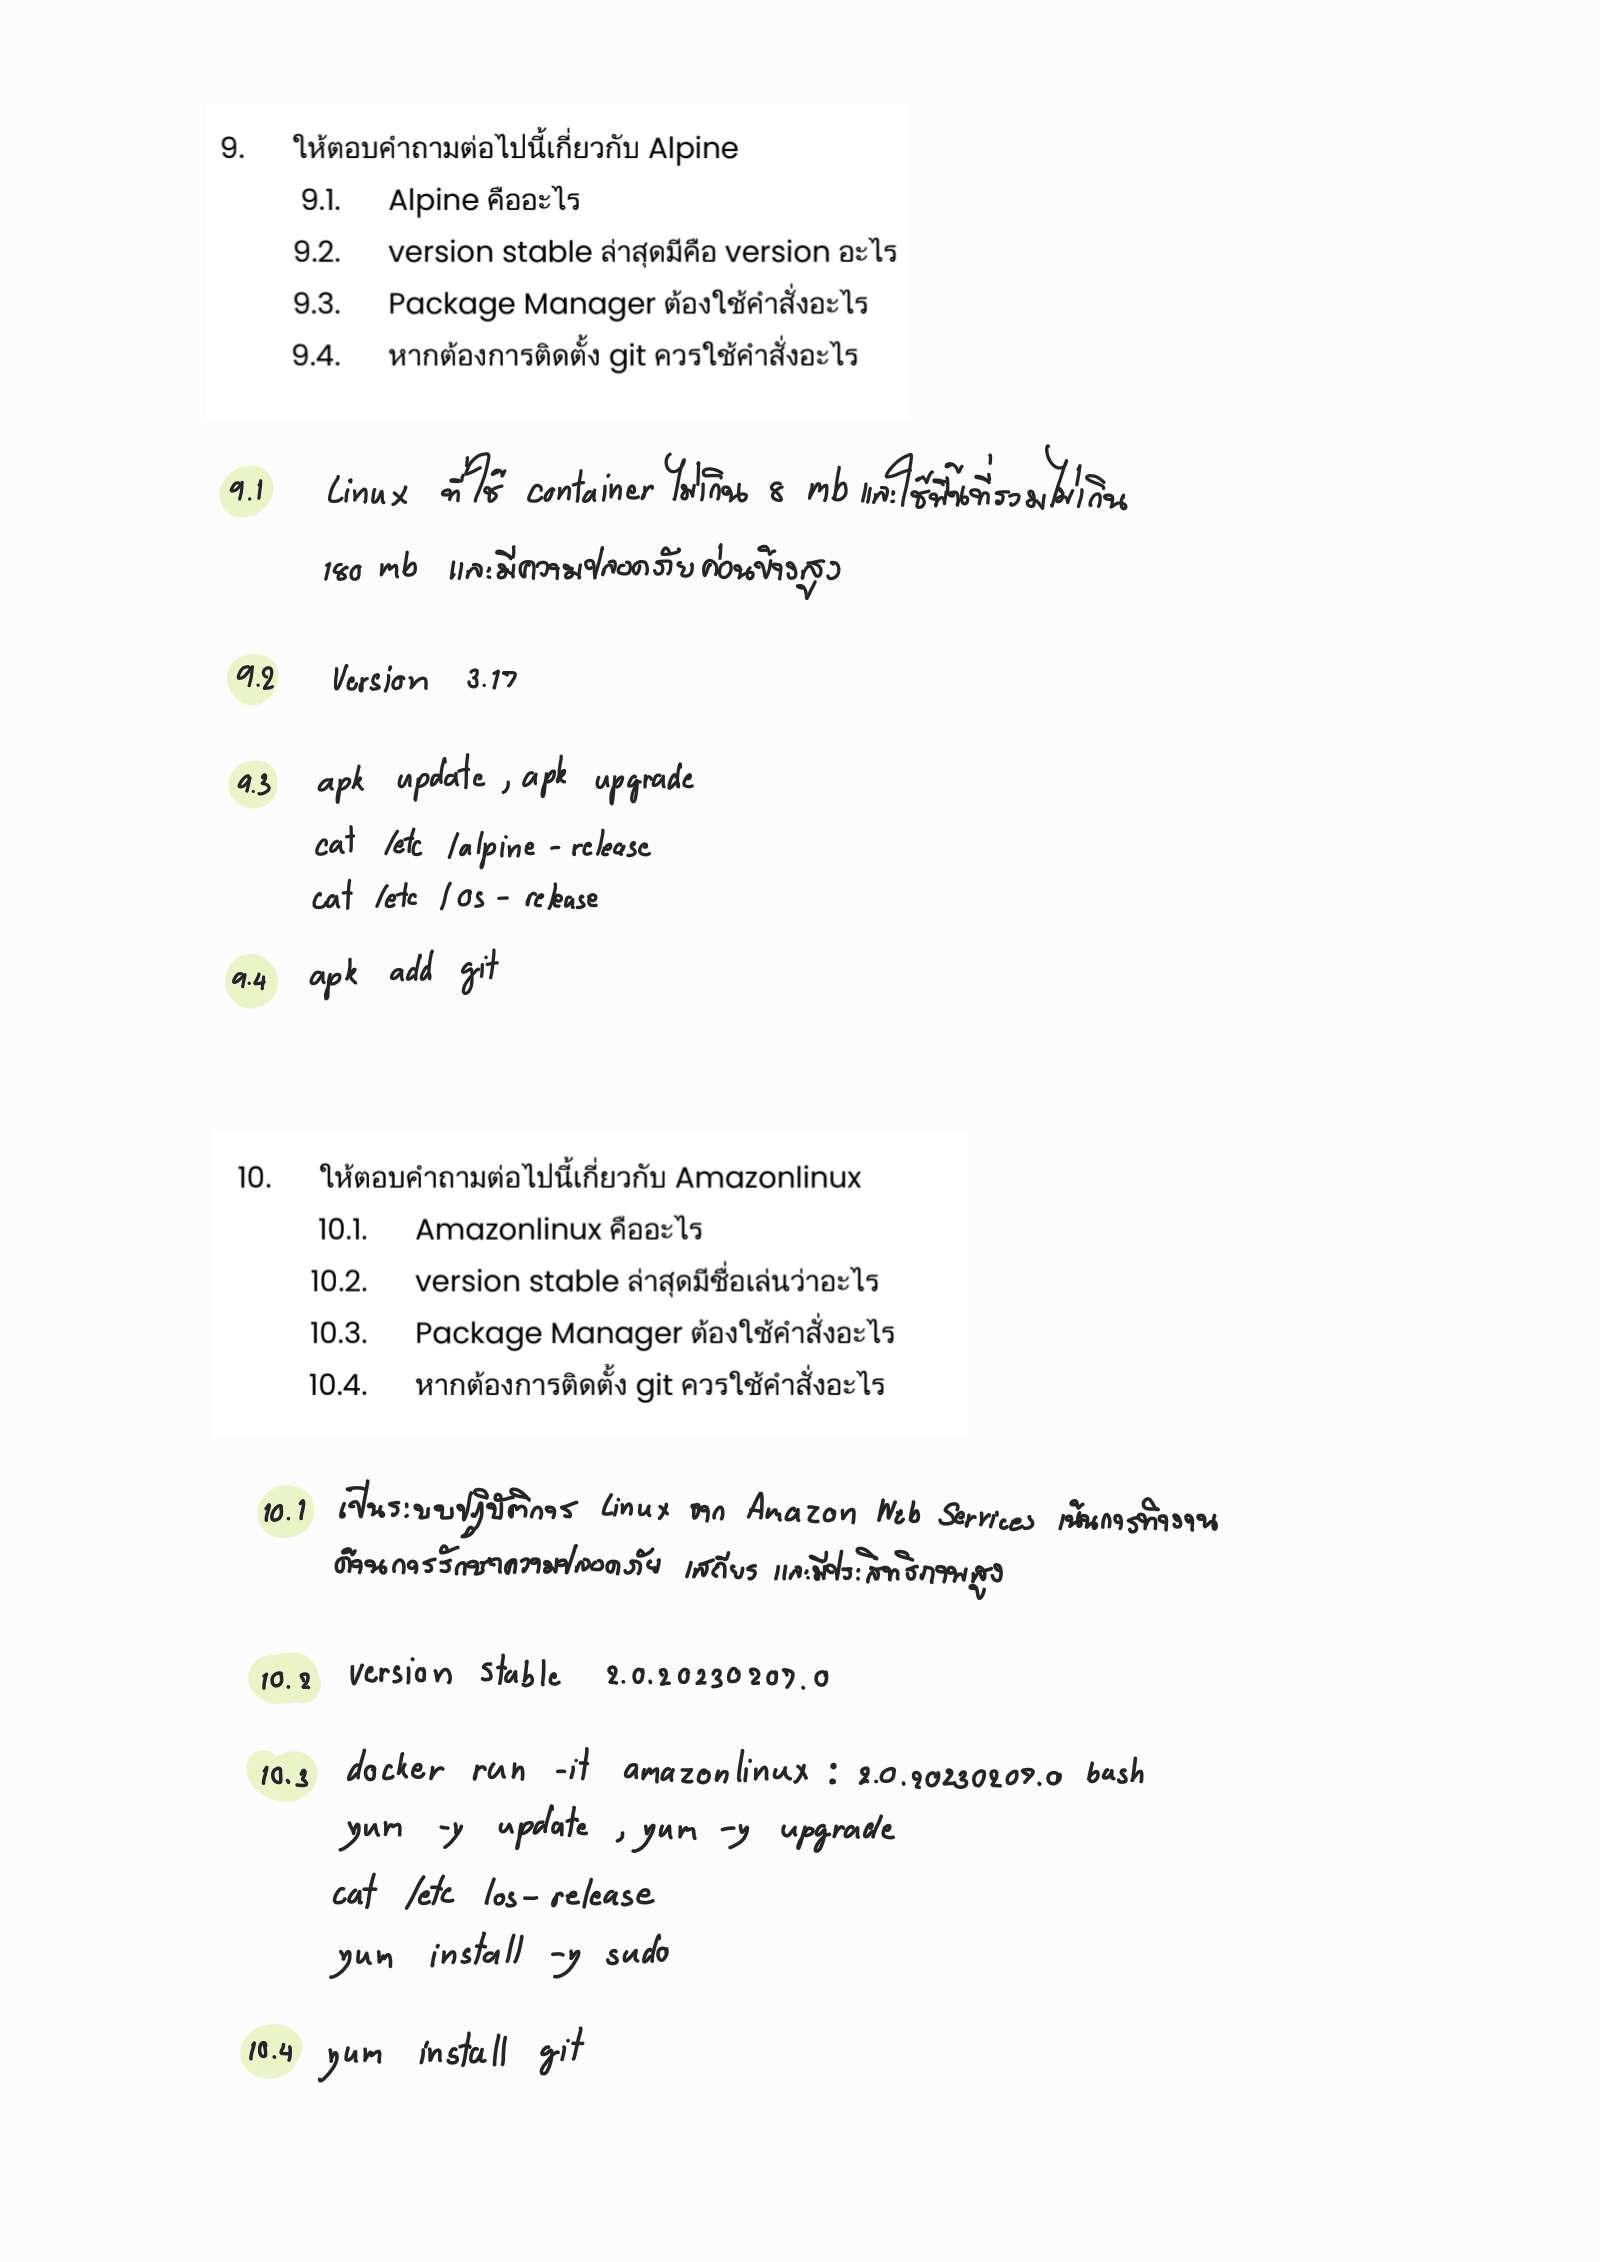 9. ให้ตอบคำถามต่อไปนี้เกี่ยวกับ Alpine
9.1. Alpine คืออะไร
9.2. version stable ล่าสุดมีคือ version อะไร
9.3. Package Manager ต้องใช้คำสั่งอะไร
9.4. หากต้องการติดตั้ง git ควรใช้คำสั่งอะไร
9.1 Linux ที่ใช้ container ไม่เกิน 8 mb และใช้พื้นที่รวมไม่เกิน
180 mb และมีความปลอดภัยค่อนข้างสูง
9.2 Version 3.17
9.3 apk update , apk upgrade
cat /etc /alpine - release
cat /etc / os - release
9.4 apk add git
10. ให้ตอบคำถามต่อไปนี้เกี่ยวกับ Amazonlinux
10.1. Amazonlinux คืออะไร
10.2. version stable ล่าสุดมีชื่อเล่นว่าอะไร
10.3. Package Manager ต้องใช้คำสั่งอะไร
10.4. หากต้องการติดตั้ง git ควรใช้คำสั่งอะไร
10.1 เป็นระบบปฏิบัติการ Linux จาก Amazon Web Services เน้นการทำงาน
ด้านการรักษาความปลอดภัย เสถียร และมีประสิทธิภาพสูง
10.2 version stable 2.0.20230207.0
10.3 docker run -it amazonlinux : 2.0.20230207.0 bash
yum -y update , yum -y upgrade
cat /etc /os - release
yum install -y sudo
10.4 yum install git